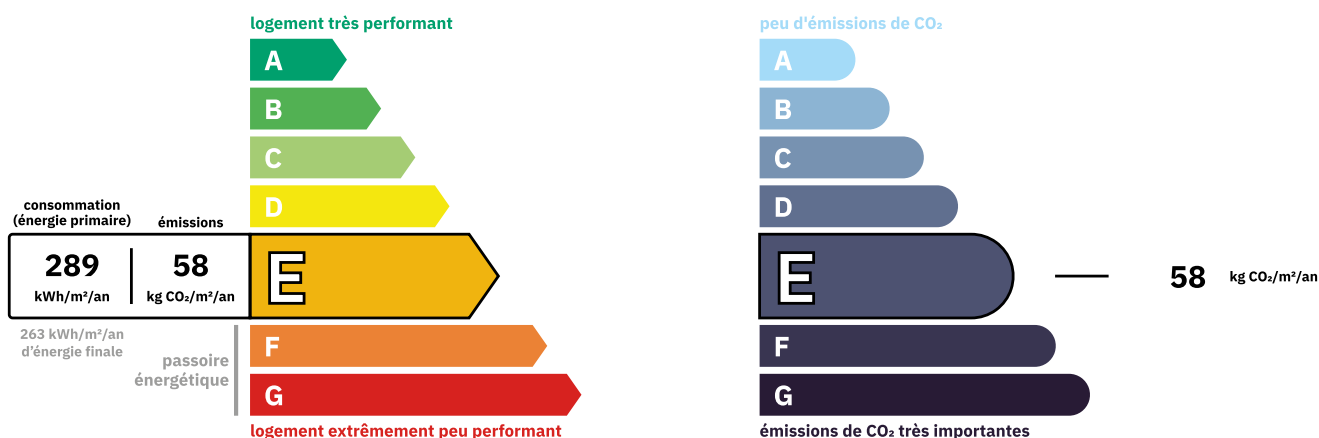 logement très performant
A
B
C
D
consommation
(énergie primaire)
émissions
289
kWh/m²/an
58
kg CO₂/m²/an
E
263 kWh/m²/an
d'énergie finale
passoire
énergétique
F
G
logement extrêmement peu performant
peu d'émissions de CO₂
A
B
C
D
E
58 kg CO₂/m²/an
F
G
émissions de CO₂ très importantes